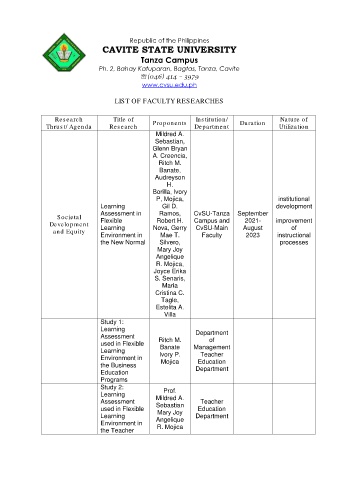 Republic of the Philippines
CAVITE STATE UNIVERSITY
Tanza Campus
Ph. 2, Bahay Katuparan, Bagtas, Tanza, Cavite
☏(046) 414 – 3979
www.cvsu.edu.ph
LIST OF FACULTY RESEARCHES
Research Thrust/ Agenda
Title of Research
Proponents
Institution/ Department
Duration
Nature of Utilization
Societal
Development
and Equity
Learning
Assessment in
Flexible
Learning
Environment in
the New Normal
Mildred A.
Sebastian,
Glenn Bryan
A. Creencia,
Ritch M.
Banate,
Audreyson
H.
Borilla, Ivory
P. Mojica,
Gil D.
Ramos,
Robert H.
Nova, Gerry
Mae T.
Silvero,
Mary Joy
Angelique
R. Mojica,
Joyce Erika
S. Senaris,
Marla
Cristina C.
Tagle,
Estelita A.
Villa
CvSU-Tanza
Campus and
CvSU-Main
Faculty
September
2021-
August
2023
institutional
development
improvement
of
instructional
processes
Study 1:
Learning
Assessment
used in Flexible
Learning
Environment in
the Business
Education
Programs
Ritch M.
Banate
Ivory P.
Mojica
Department
of
Management
Teacher
Education
Department
Study 2:
Learning
Assessment
used in Flexible
Learning
Environment in
the Teacher
Prof.
Mildred A.
Sebastian
Mary Joy
Angelique
R. Mojica
Teacher
Education
Department